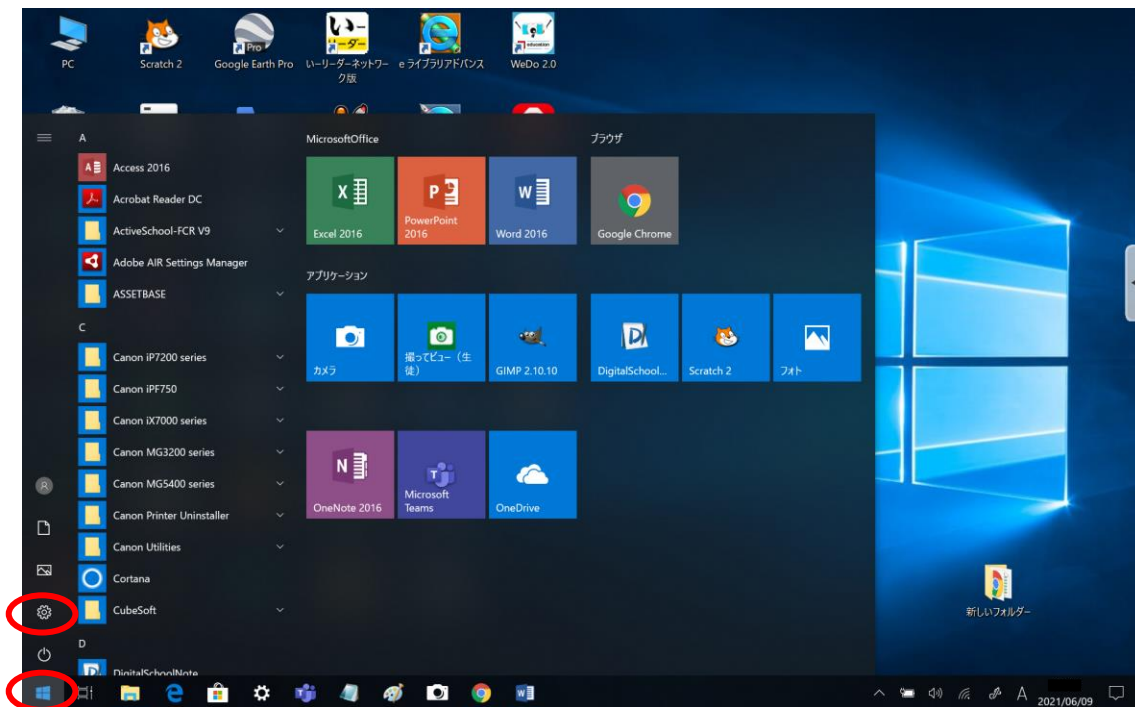 PC
Scratch 2
Google Earth Pro
いーリーダーネットワー
ク版
e ライブラリアドバンス
WeDo 2.0
A
Access 2016
Acrobat Reader DC
ActiveSchool-FCR V9
Adobe AIR Settings Manager
ASSETBASE
C
Canon iP7200 series
Canon iPF750
Canon iX7000 series
Canon MG3200 series
Canon MG5400 series
Canon Printer Uninstaller
Canon Utilities
Cortana
CubeSoft
D
DigitalSchoolNote
MicrosoftOffice
Excel 2016
PowerPoint
2016
Word 2016
ブラウザ
Google Chrome
アプリケーション
カメラ
撮ってビュー（生
徒）
GIMP 2.10.10
DigitalSchool...
Scratch 2
フォト
OneNote 2016
Microsoft
Teams
OneDrive
新しいフォルダー
A
2021/06/09